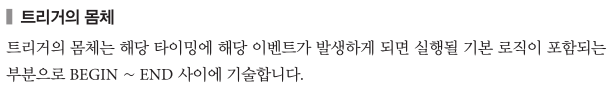 트리거의 몸체
트리거의 몸체는 해당 타이밍에 해당 이벤트가 발생하게 되면 실행될 기본 로직이 포함되는
부분으로 BEGIN ~ END 사이에 기술합니다.